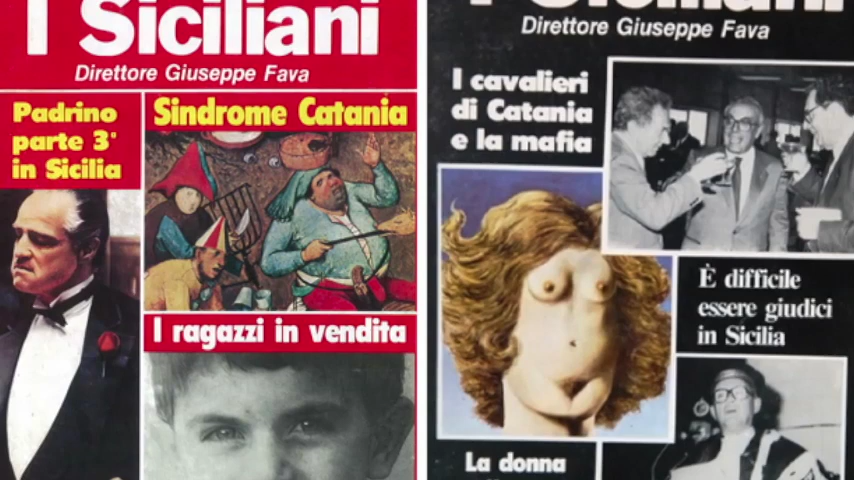 I Siciliani
Direttore Giuseppe Fava
Padrino
parte 3ª
in Sicilia
Sindrome Catania
I ragazzi in vendita
I Siciliani
Direttore Giuseppe Fava
I cavalieri
di Catania
e la mafia
È difficile
essere giudici
in Sicilia
La donna